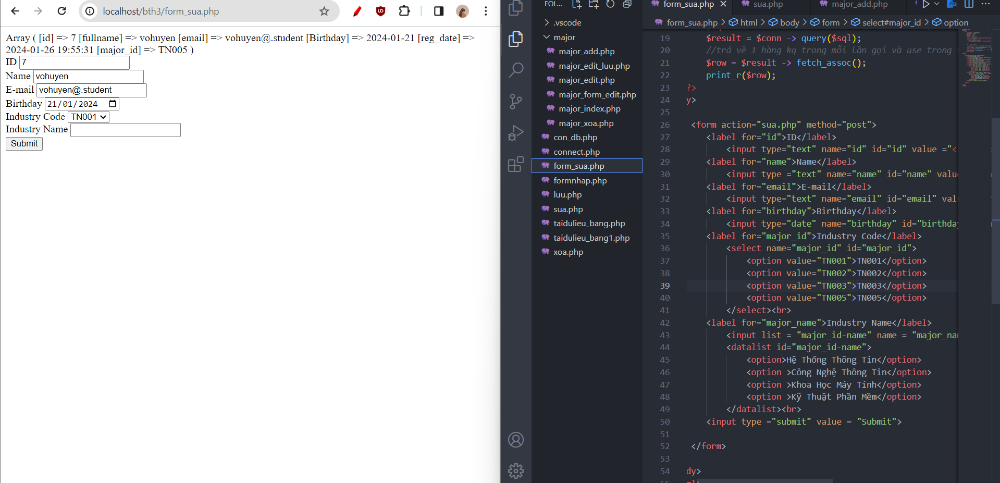 localhost/bth3/form_sua.php
Array ( [id] => 7 [fullname] => vohuyen [email] => vohuyen@.student [Birthday] => 2024-01-21 [reg_date] =>
2024-01-26 19:55:31 [major_id] => TN005 )
ID 7
Name vohuyen
E-mail vohuyen@.student
Birthday 21/01/2024
Industry Code TN001
Industry Name
Submit
FOL...
.vscode
major
major_add.php
major_edit_luu.php
major_edit.php
major_form_edit.php
major_index.php
major_xoa.php
con_db.php
connect.php
form_sua.php
formnhap.php
luu.php
sua.php
taidulieu_bang.php
taidulieu_bang1.php
xoa.php
form_sua.php sua.php major_add.php
form_sua.php > html > body > form > select#major_id > option
19 $result = $conn -> query($sql);
20 //trả về 1 hàng kq trong mỗi lần gọi và use trong
21 $row = $result -> fetch_assoc();
22 print_r($row);
23 ?>
24 y>
25
26 <form action="sua.php" method="post">
27 <label for="id">ID</label>
28 <input type="text" name="id" id="id" value ="<
29 <label for="name">Name</label>
30 <input type ="text" name="name" id="name" value
31 <label for="email">E-mail</label>
32 <input type="text" name="email" id="email" val
33 <label for="birthday">Birthday</label>
34 <input type="date" name="birthday" id="birthday
35 <label for="major_id">Industry Code</label>
36 <select name="major_id" id="major_id">
37 <option value="TN001">TN001</option>
38 <option value="TN002">TN002</option>
39 <option value="TN003">TN003</option>
40 <option value="TN005">TN005</option>
41 </select><br>
42 <label for="major_name">Industry Name</label>
43 <input list = "major_id-name" name = "major_na
44 <datalist id="major_id-name">
45 <option>Hệ Thống Thông Tin</option>
46 <option >Công Nghệ Thông Tin</option>
47 <option >Khoa Học Máy Tính</option>
48 <option >Kỹ Thuật Phần Mềm</option>
49 </datalist><br>
50 <input type ="submit" value = "Submit">
51
52 </form>
53
54 dy>